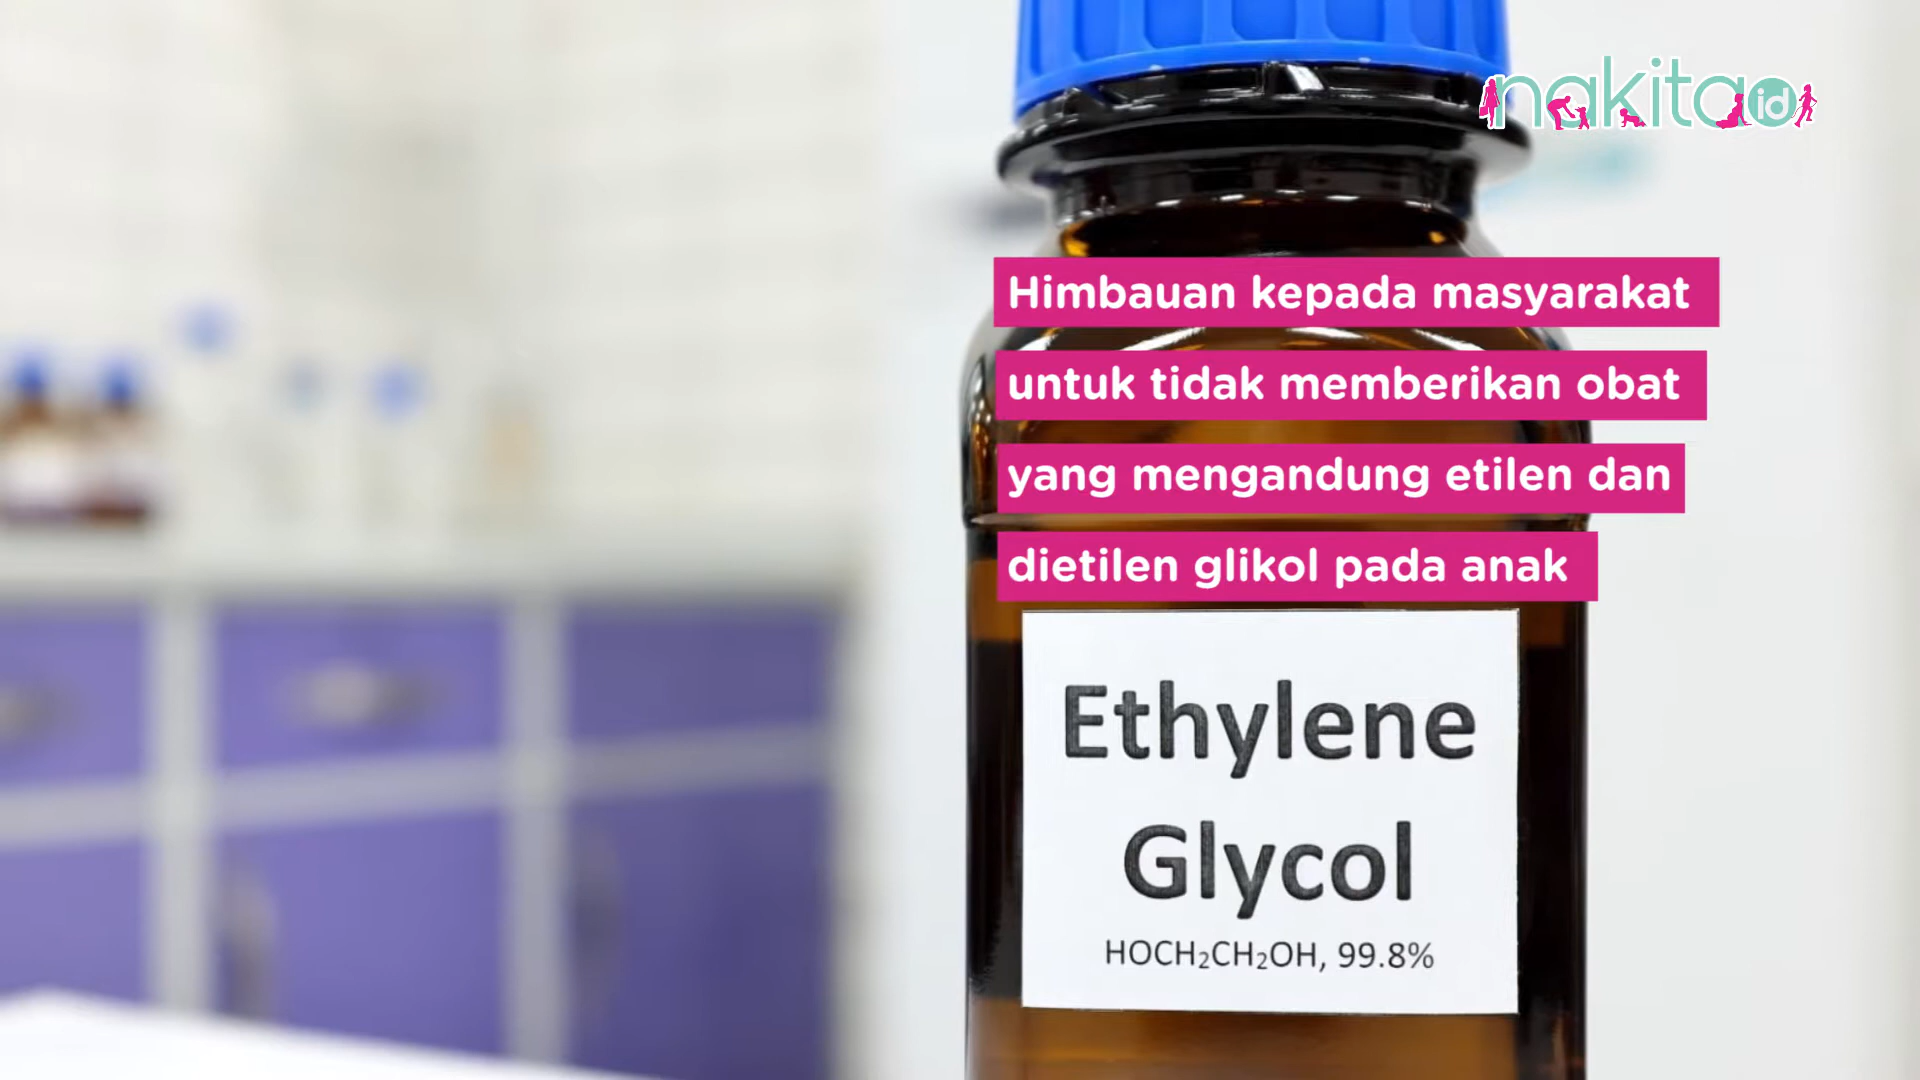 nakita.id
Himbauan kepada masyarakat
untuk tidak memberikan obat
yang mengandung etilen dan
dietilen glikol pada anak
Ethylene
Glycol
HOCH₂CH₂OH, 99.8%